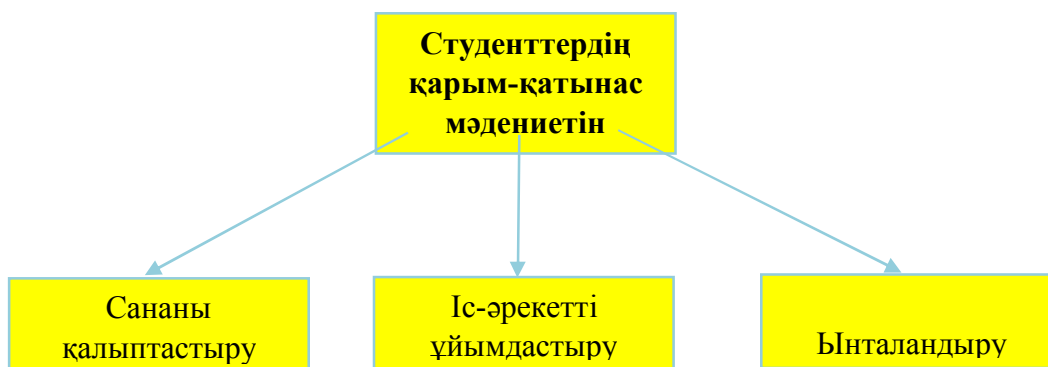 Студенттердің
қарым-қатынас
мәдениетін
Сананы
қалыптастыру
Іс-әрекетті
ұйымдастыру
Ынталандыру